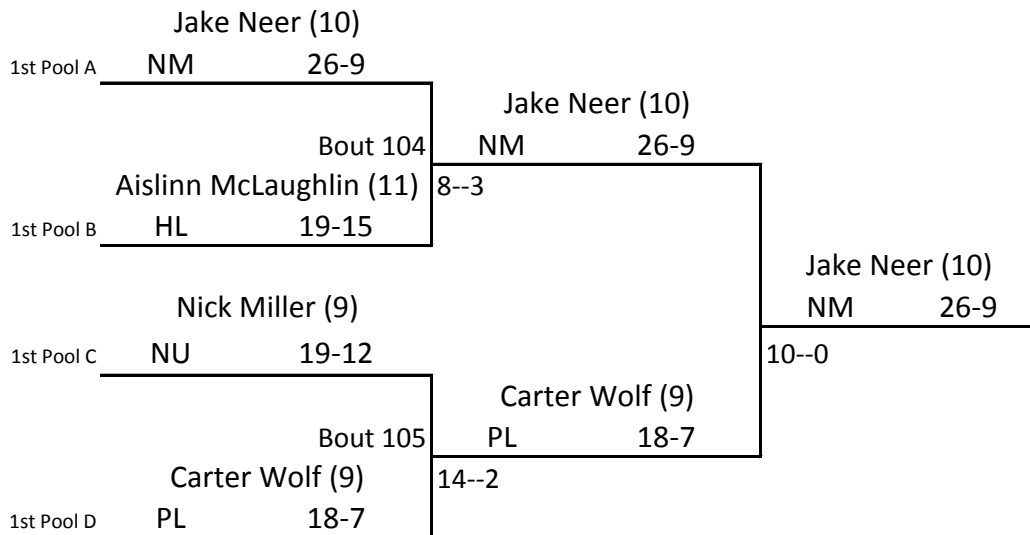 Jake Neer (10)
1st Pool A NM 26-9
Jake Neer (10)
Bout 104 NM 26-9
Aislinn McLaughlin (11) 8--3
1st Pool B HL 19-15
Jake Neer (10)
Nick Miller (9) NM 26-9
1st Pool C NU 19-12 10--0
Carter Wolf (9)
Bout 105 PL 18-7
Carter Wolf (9) 14--2
1st Pool D PL 18-7